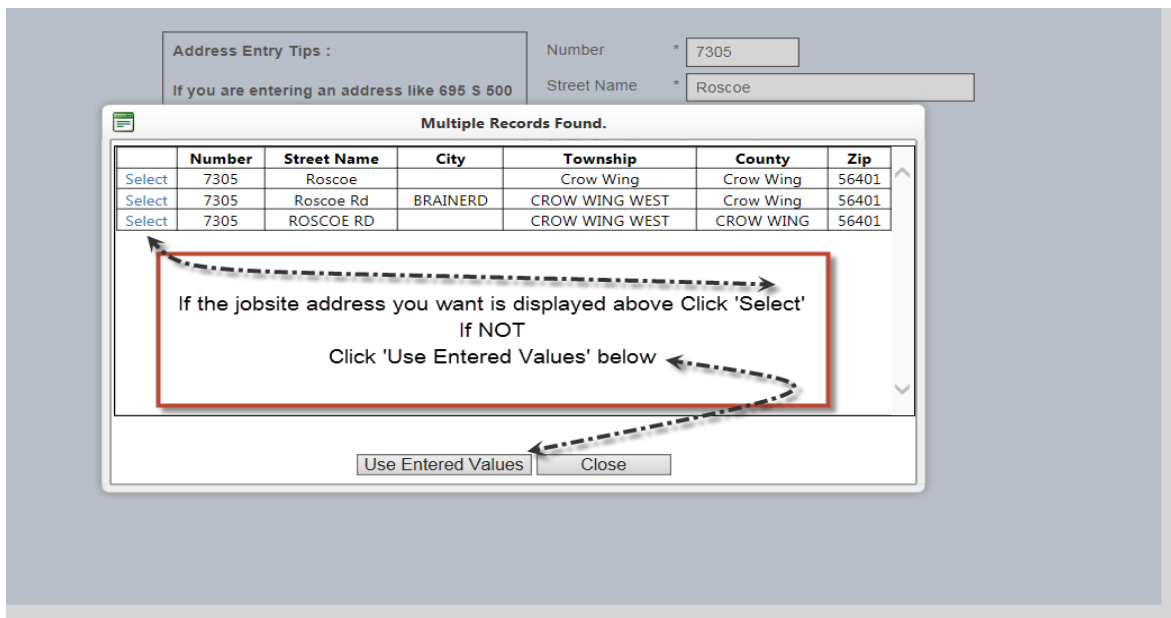 Address Entry Tips :
Number * 7305
If you are entering an address like 695 S 500
Street Name * Roscoe
Multiple Records Found.
Number Street Name City Township County Zip
Select 7305 Roscoe Crow Wing Crow Wing 56401
Select 7305 Roscoe Rd BRAINERD CROW WING WEST Crow Wing 56401
Select 7305 ROSCOE RD CROW WING WEST CROW WING 56401
If the jobsite address you want is displayed above Click 'Select'
If NOT
Click 'Use Entered Values' below
Use Entered Values Close